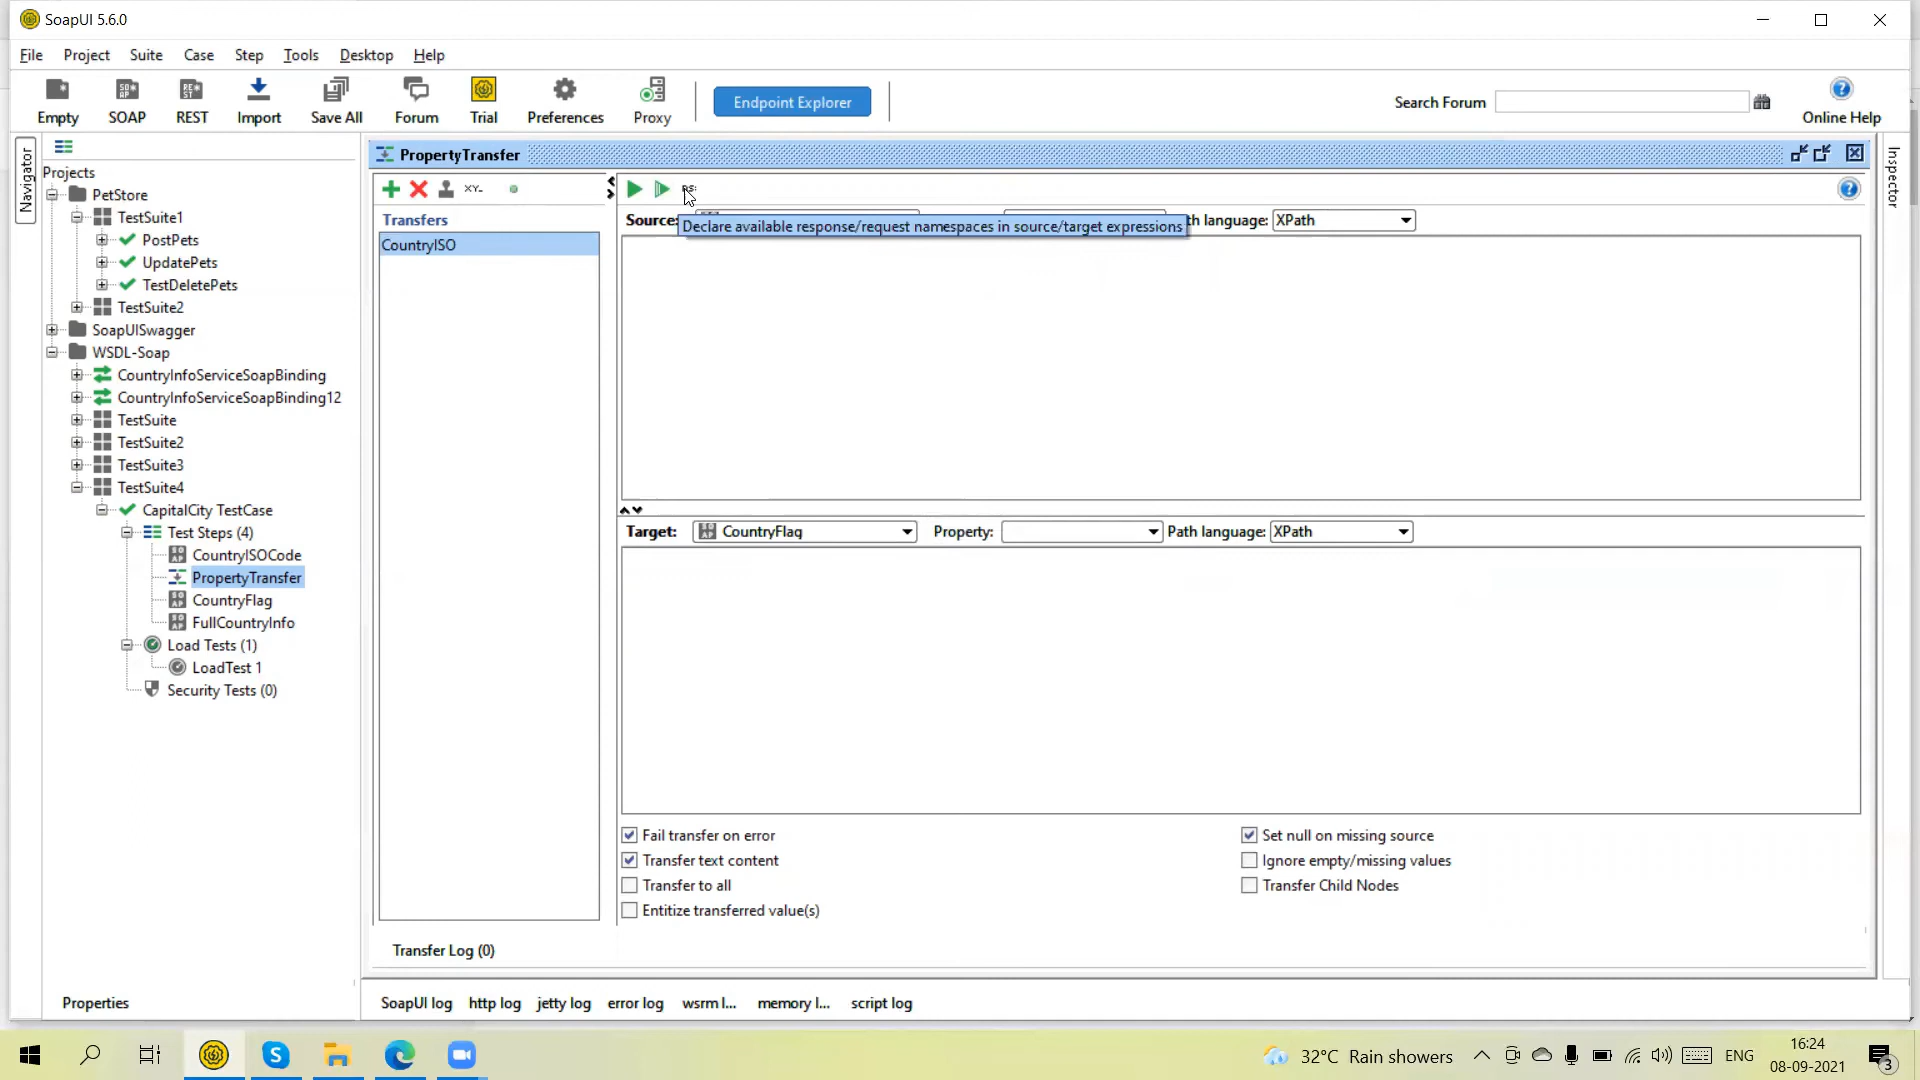 SoapUI 5.6.0
File Project Suite Case Step Tools Desktop Help
Empty SOAP REST Import Save All Forum Trial Preferences Proxy
Endpoint Explorer
Search Forum
Online Help
Navigator
Projects
PetStore
TestSuite1
PostPets
UpdatePets
TestDeletePets
TestSuite2
SoapUISwagger
WSDL-Soap
CountryInfoServiceSoapBinding
CountryInfoServiceSoapBinding12
TestSuite
TestSuite2
TestSuite3
TestSuite4
CapitalCity TestCase
Test Steps (4)
CountryISOCode
PropertyTransfer
CountryFlag
FullCountryInfo
Load Tests (1)
LoadTest 1
Security Tests (0)
Properties
PropertyTransfer
Transfers
CountryISO
Source: th language: XPath
Declare available response/request namespaces in source/target expressions
Target: CountryFlag Property: Path language: XPath
Fail transfer on error
Transfer text content
Transfer to all
Entitize transferred value(s)
Set null on missing source
Ignore empty/missing values
Transfer Child Nodes
Transfer Log (0)
SoapUI log http log jetty log error log wsrm l... memory l... script log
Inspector
32°C Rain showers
ENG
16:24
08-09-2021
3